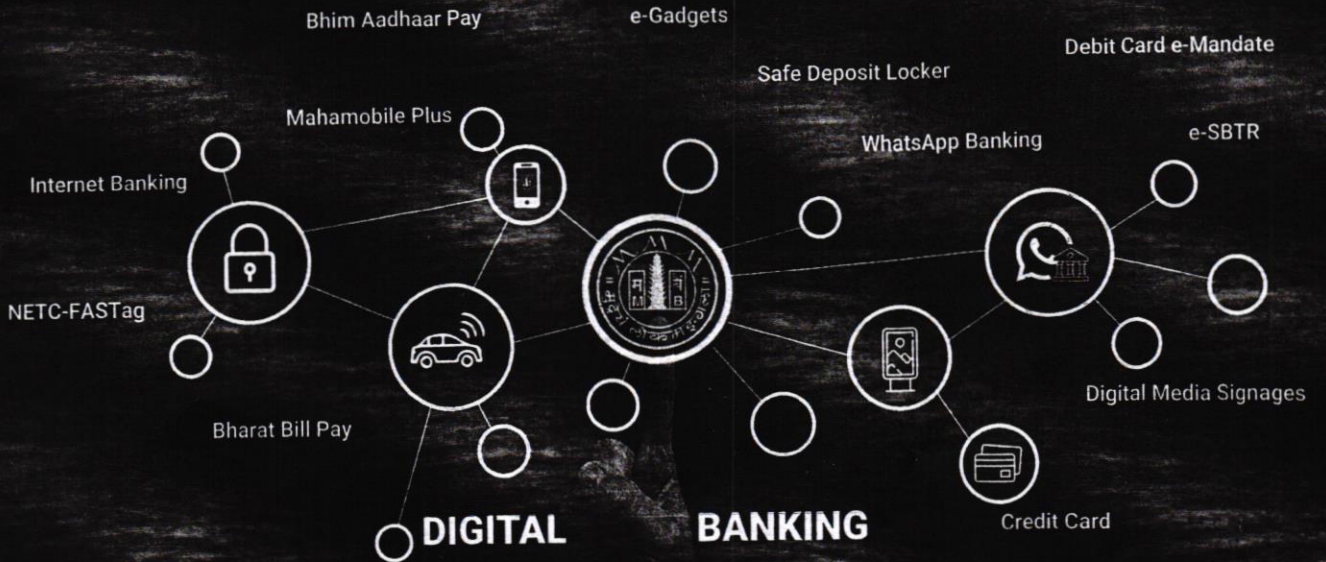 Bhim Aadhaar Pay
e-Gadgets
Debit Card e-Mandate
Safe Deposit Locker
Mahamobile Plus
WhatsApp Banking
e-SBTR
Internet Banking
म
M
बैं
B
NETC-FASTag
Digital Media Signages
Bharat Bill Pay
DIGITAL BANKING
Credit Card